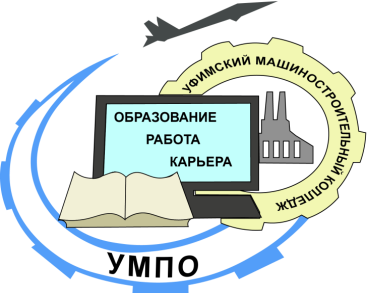 УФИМСКИЙ МАШИНОСТРОИТЕЛЬНЫЙ КОЛЛЕДЖ
ОБРАЗОВАНИЕ
РАБОТА
КАРЬЕРА
УМПО